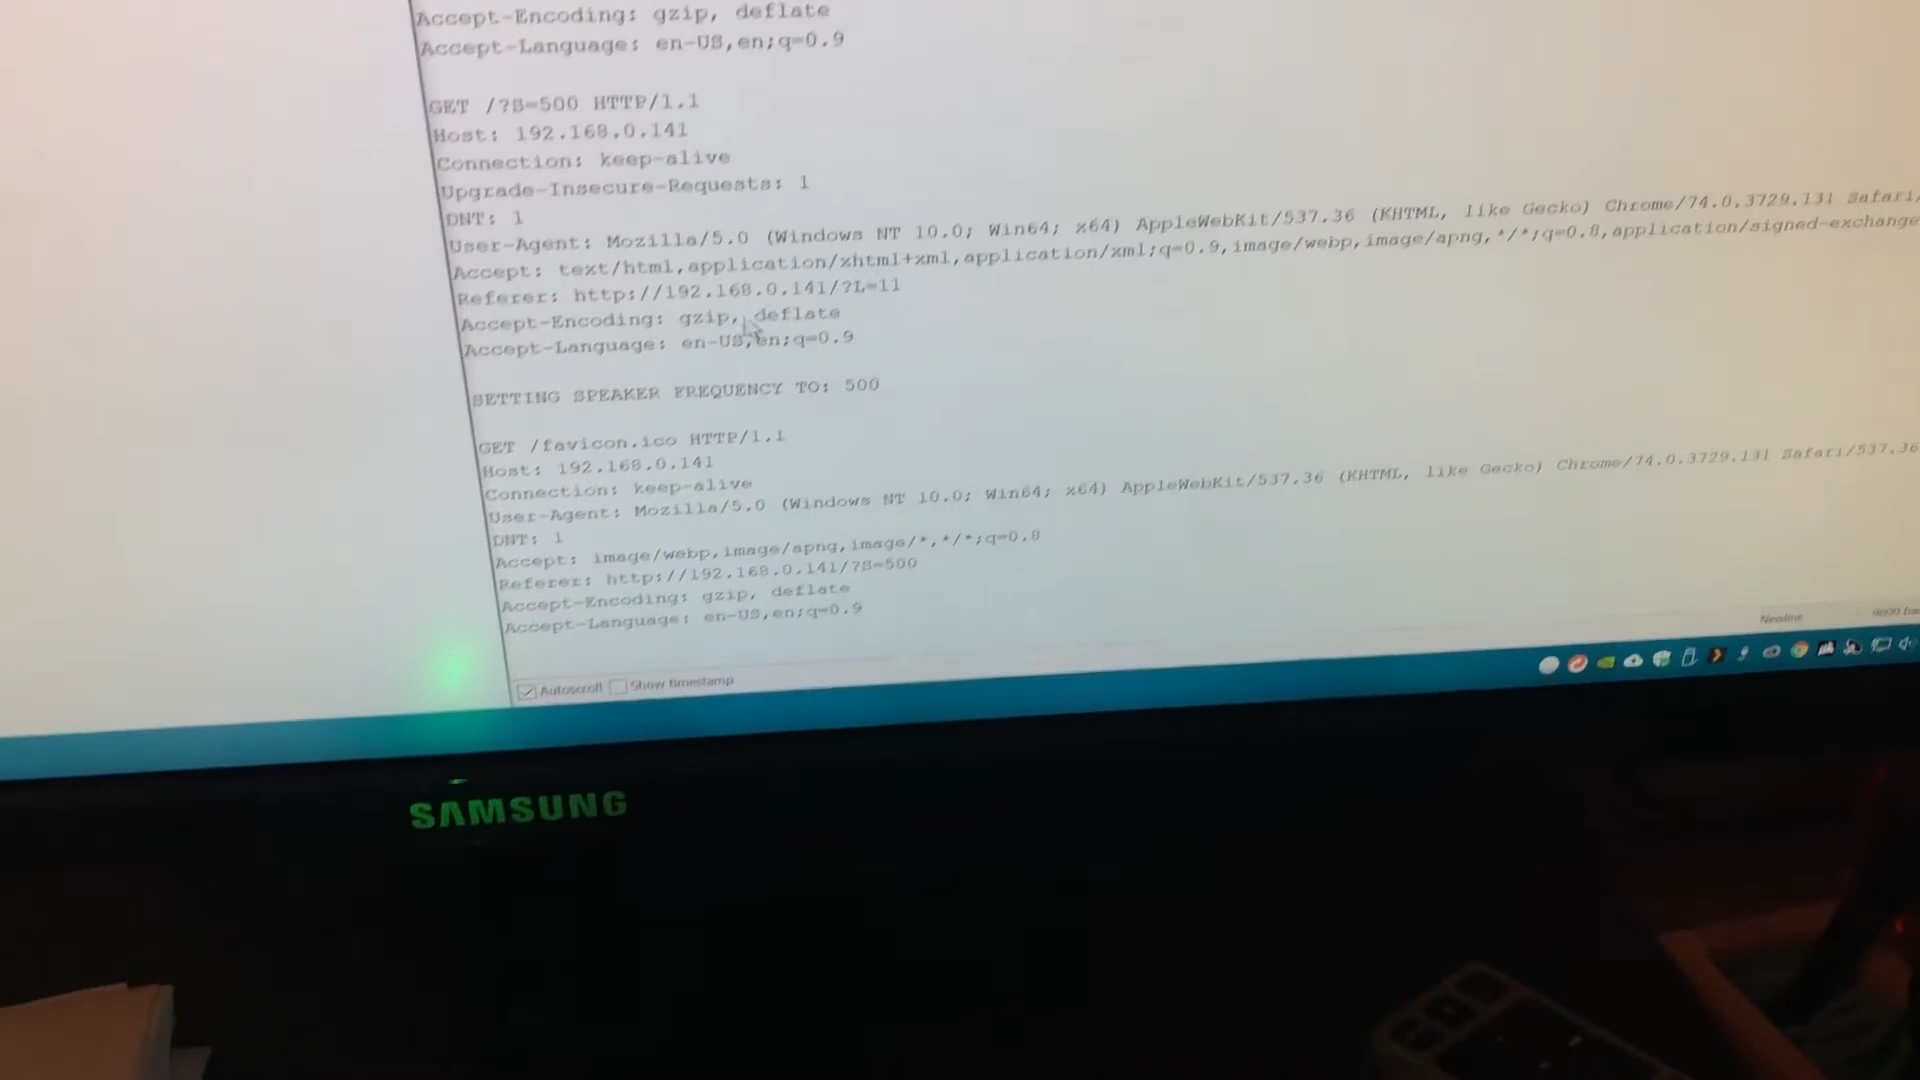 Accept-Encoding: gzip, deflate
Accept-Language: en-US,en;q=0.9
GET /?S=500 HTTP/1.1
Host: 192.168.0.141
Connection: keep-alive
Upgrade-Insecure-Requests: 1
DNT: 1
User-Agent: Mozilla/5.0 (Windows NT 10.0; Win64; x64) AppleWebKit/537.36 (KHTML, like Gecko) Chrome/74.0.3729.131 Safari/
Accept: text/html,application/xhtml+xml,application/xml;q=0.9,image/webp,image/apng,*/*;q=0.8,application/signed-exchange
Referer: http://192.168.0.141/?L=11
Accept-Encoding: gzip, deflate
Accept-Language: en-US,en;q=0.9
SETTING SPEAKER FREQUENCY TO: 500
GET /favicon.ico HTTP/1.1
Host: 192.168.0.141
Connection: keep-alive
User-Agent: Mozilla/5.0 (Windows NT 10.0; Win64; x64) AppleWebKit/537.36 (KHTML, like Gecko) Chrome/74.0.3729.131 Safari/537.36
DNT: 1
Accept: image/webp,image/apng,image/*,*/*;q=0.8
Referer: http://192.168.0.141/?S=500
Accept-Encoding: gzip, deflate
Accept-Language: en-US,en;q=0.9
Autoscroll Show timestamp
Newline
SAMSUNG